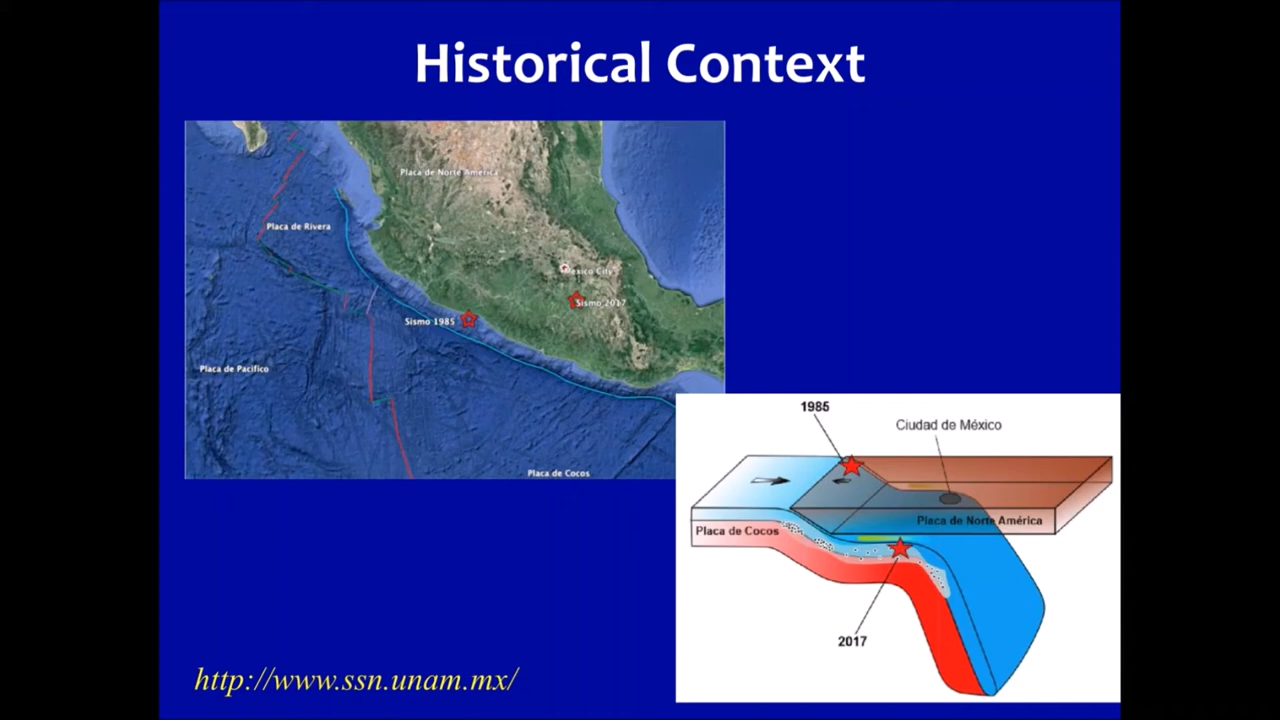 Historical Context
Placa de Norte América
Placa de Rivera
Mexico City
Sismo 2017
Sismo 1985
Placa de Pacifico
Placa de Cocos
1985
Ciudad de México
Placa de Norte América
Placa de Cocos
2017
http://www.ssn.unam.mx/